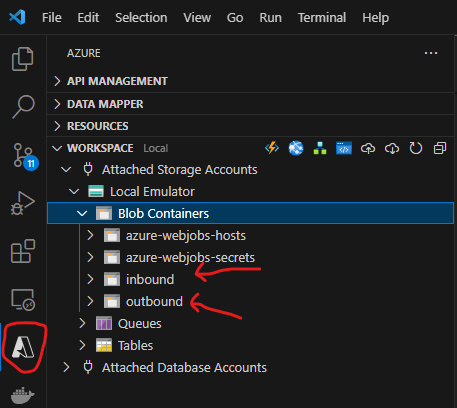 File Edit Selection View Go Run Terminal Help
AZURE
API MANAGEMENT
DATA MAPPER
RESOURCES
WORKSPACE Local
Attached Storage Accounts
Local Emulator
11
Blob Containers
azure-webjobs-hosts
azure-webjobs-secrets
inbound
outbound
Queues
Tables
Attached Database Accounts